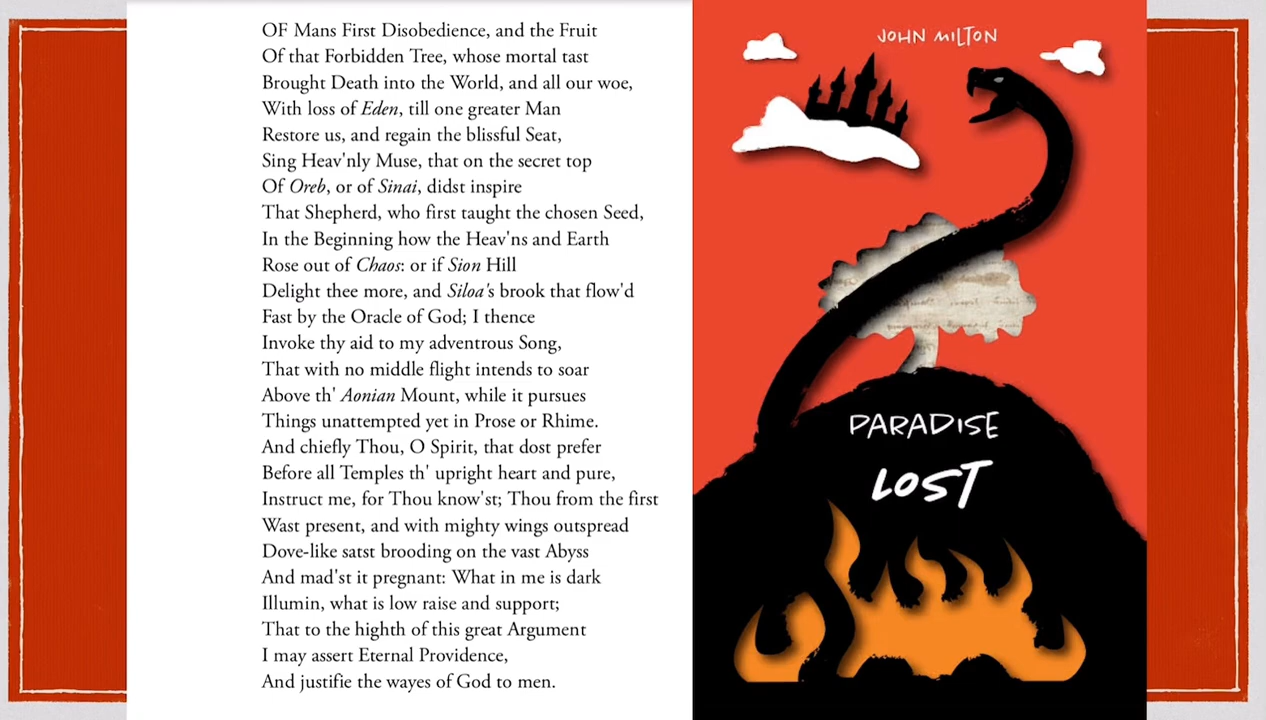 OF Mans First Disobedience, and the Fruit
Of that Forbidden Tree, whose mortal tast
Brought Death into the World, and all our woe,
With loss of Eden, till one greater Man
Restore us, and regain the blissful Seat,
Sing Heav'nly Muse, that on the secret top
Of Oreb, or of Sinai, didst inspire
That Shepherd, who first taught the chosen Seed,
In the Beginning how the Heav'ns and Earth
Rose out of Chaos: or if Sion Hill
Delight thee more, and Siloa's brook that flow'd
Fast by the Oracle of God; I thence
Invoke thy aid to my adventrous Song,
That with no middle flight intends to soar
Above th' Aonian Mount, while it pursues
Things unattempted yet in Prose or Rhime.
And chiefly Thou, O Spirit, that dost prefer
Before all Temples th' upright heart and pure,
Instruct me, for Thou know'st; Thou from the first
Wast present, and with mighty wings outspread
Dove-like satst brooding on the vast Abyss
And mad'st it pregnant: What in me is dark
Illumin, what is low raise and support;
That to the highth of this great Argument
I may assert Eternal Providence,
And justifie the wayes of God to men.
JOHN MILTON
PARADISE
LOST